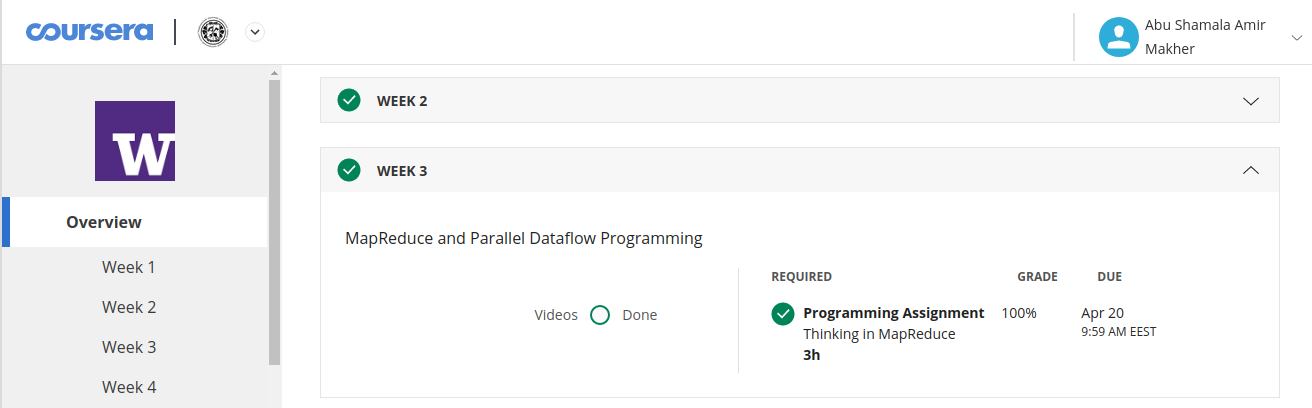 coursera
Abu Shamala Amir
Makher
W
Overview
Week 1
Week 2
Week 3
Week 4
WEEK 2
WEEK 3
MapReduce and Parallel Dataflow Programming
Videos Done
REQUIRED GRADE DUE
Programming Assignment 100% Apr 20
Thinking in MapReduce 9:59 AM EEST
3h